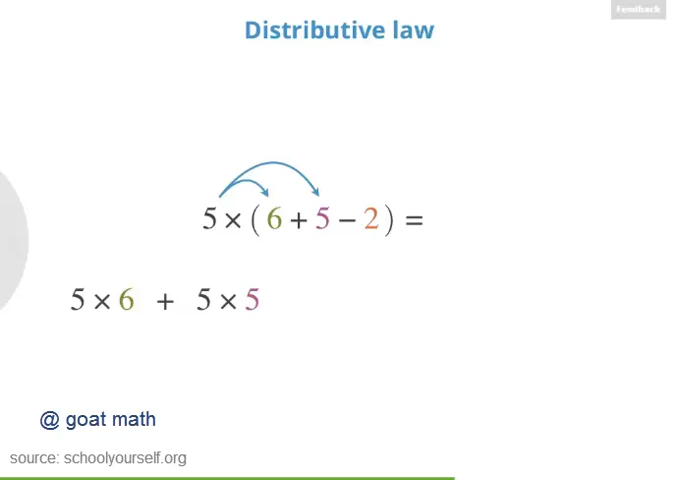 Feedback
Distributive law
5 × ( 6 + 5 − 2 ) =
5 × 6 + 5 × 5
@ goat math
source: schoolyourself.org